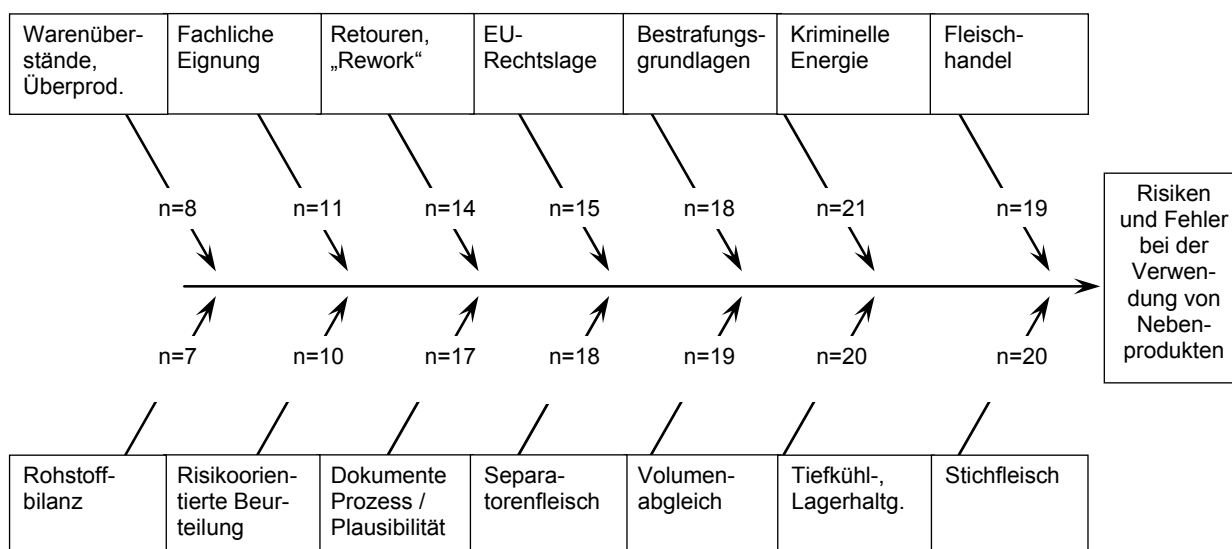 Warenüber-
stände,
Überprod.
Fachliche
Eignung
Retouren,
„Rework“
EU-
Rechtslage
Bestrafungs-
grundlagen
Kriminelle
Energie
Fleisch-
handel
n=8
n=11
n=14
n=15
n=18
n=21
n=19
Risiken
und Fehler
bei der
Verwen-
dung von
Neben-
produkten
n=7
n=10
n=17
n=18
n=19
n=20
n=20
Rohstoff-
bilanz
Risikoorien-
tierte Beur-
teilung
Dokumente
Prozess /
Plausibilität
Separa-
torenfleisch
Volumen-
abgleich
Tiefkühl-,
Lagerhaltg.
Stichfleisch